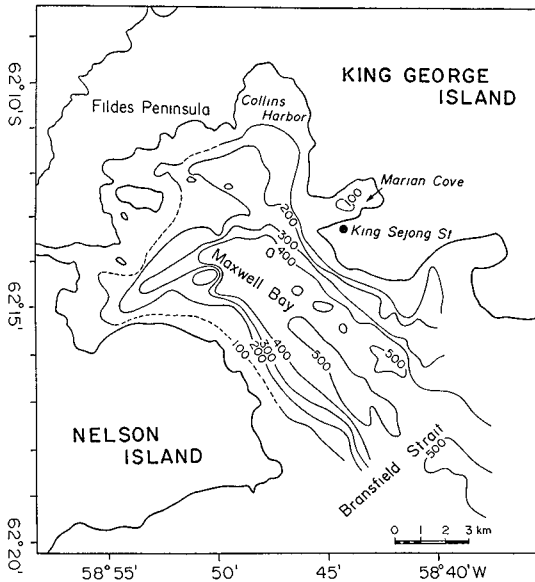 62°10'S
KING GEORGE
ISLAND
Collins
Harbor
Fildes Peninsula
Marian Cove
100
200
King Sejong St
300
400
Maxwell Bay
62°15'
500
400
300
200
100
500
NELSON
ISLAND
Bransfield Strait
500
0 1 2 3 km
62°20'
58°55' 50' 45' 58°40'W